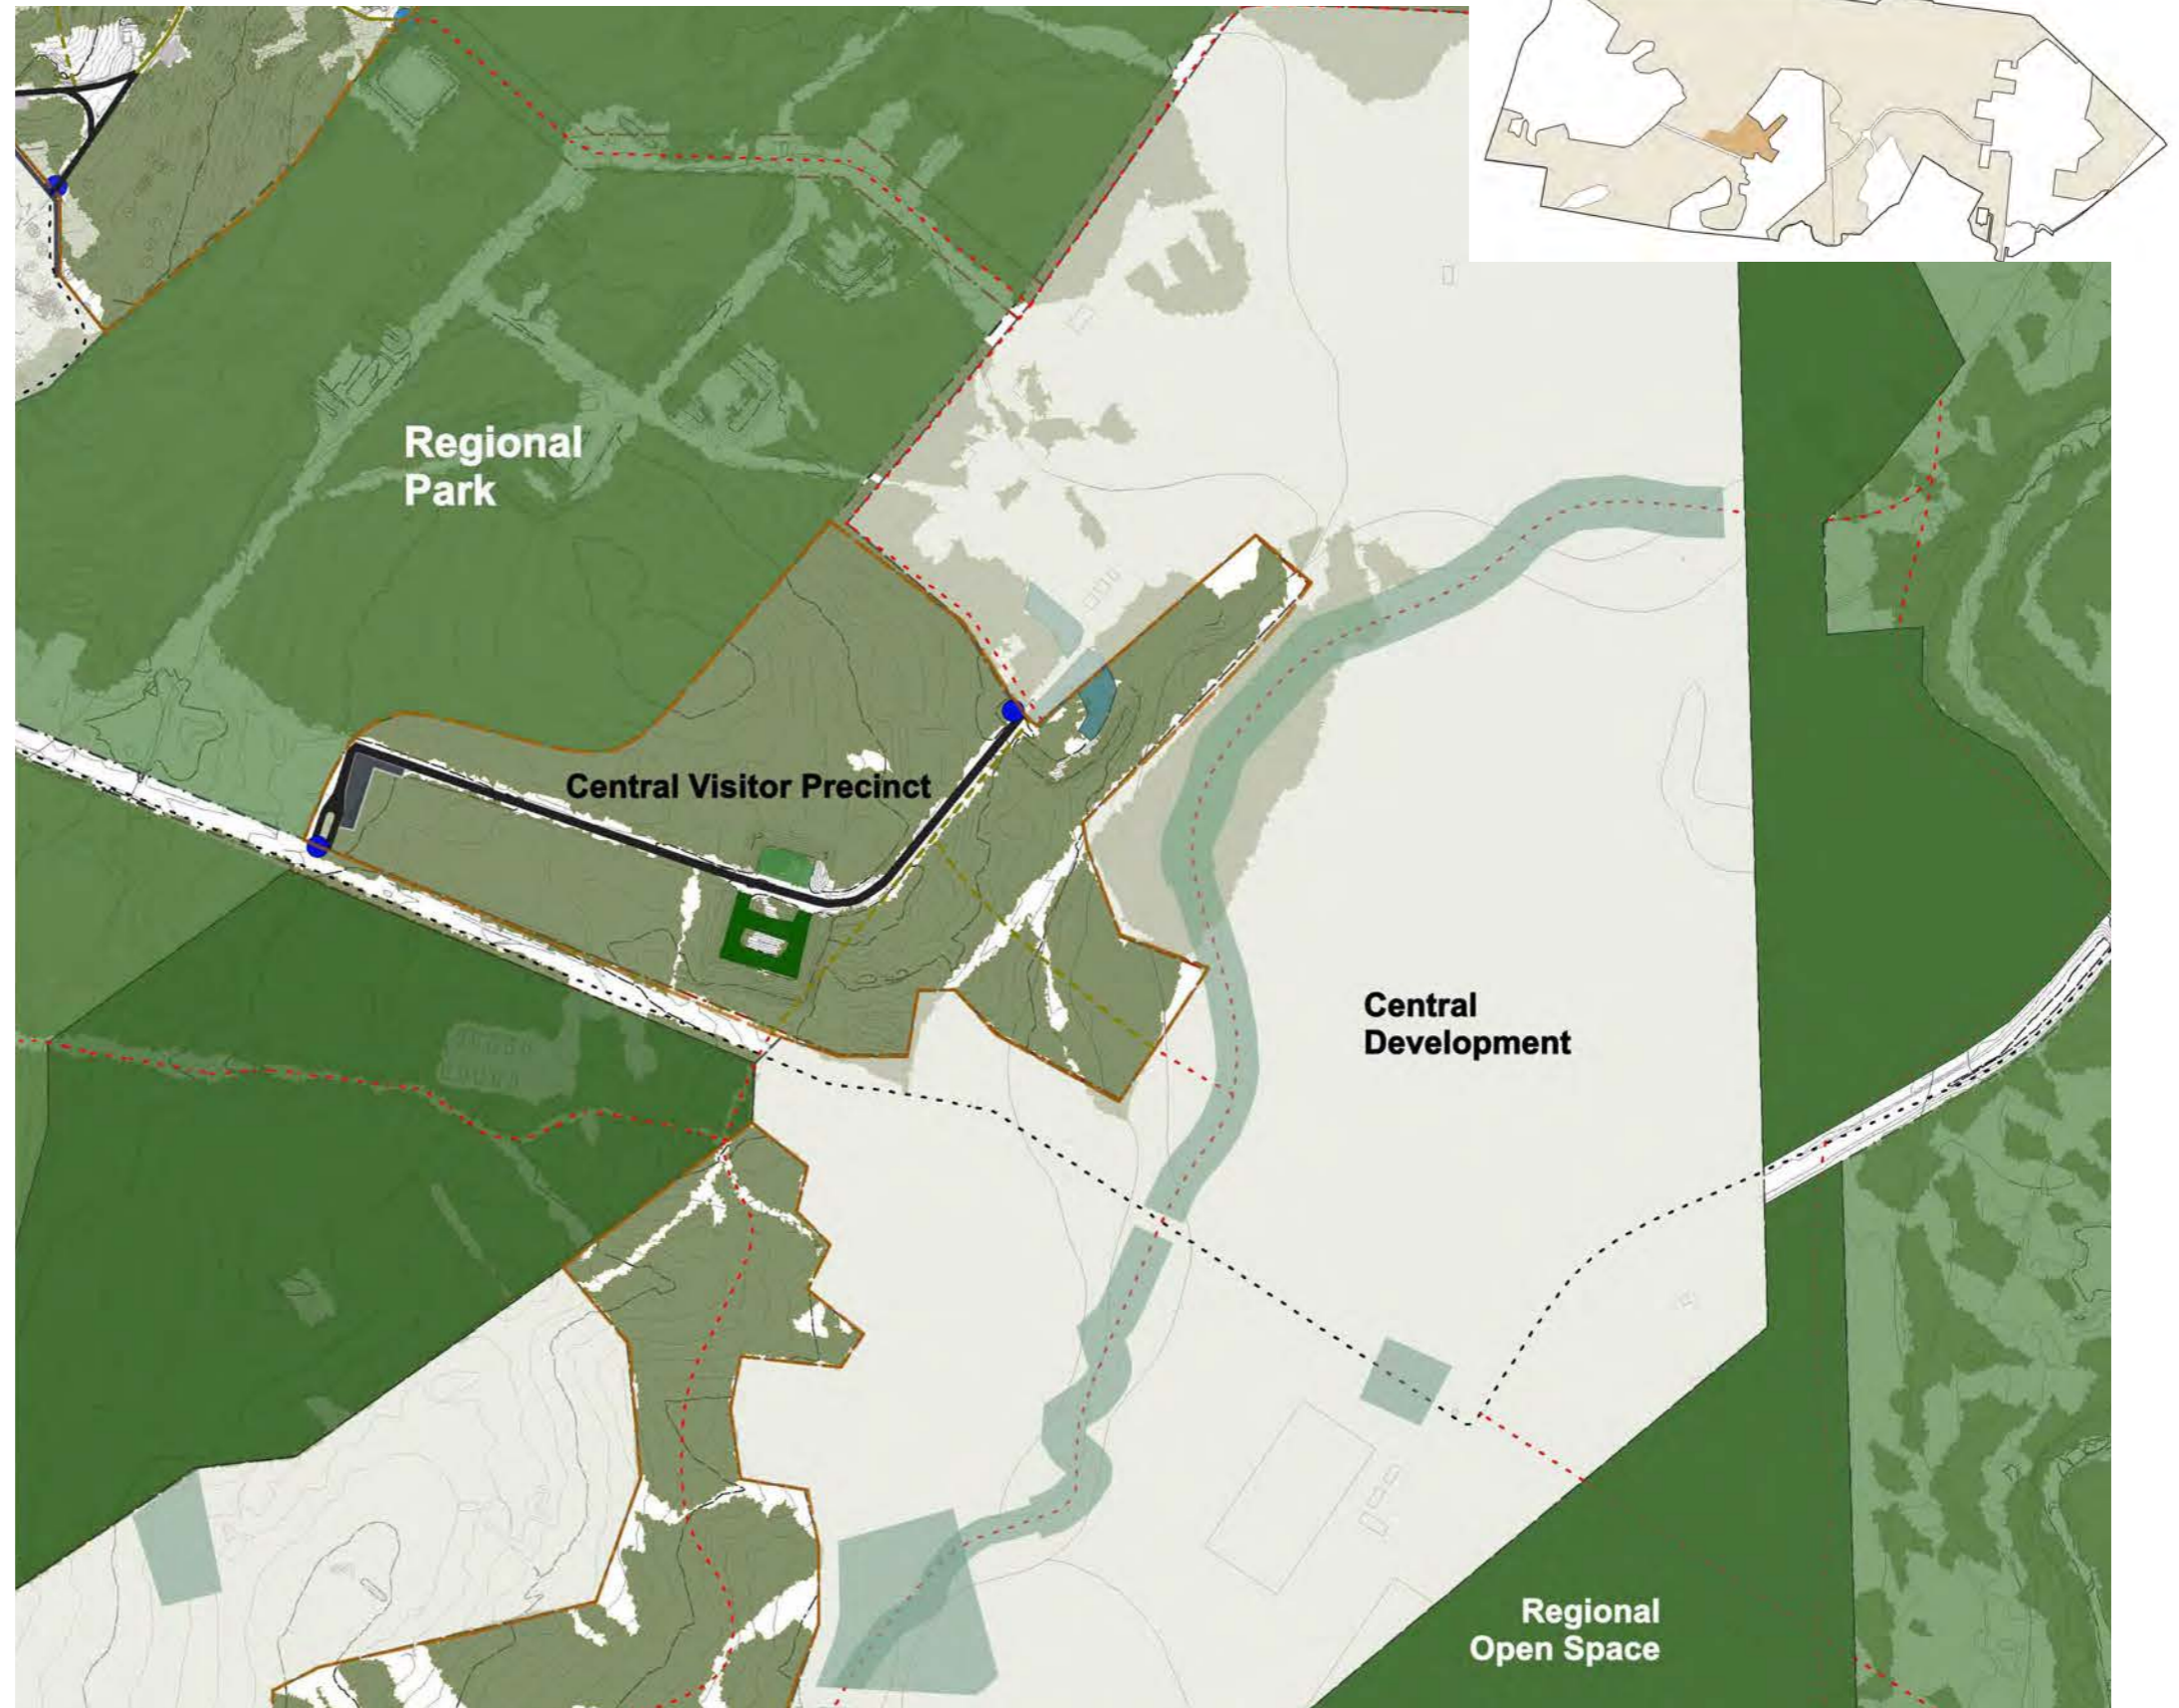 Regional
Park
Central Visitor Precinct
Central
Development
Regional
Open Space